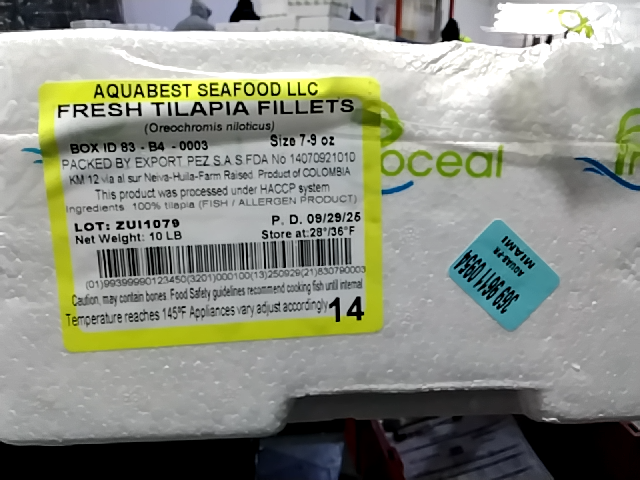 AQUABEST SEAFOOD LLC
FRESH TILAPIA FILLETS
(Oreochromis niloticus)
BOX ID 83 - B4 - 0003 Size 7-9 oz
PACKED BY EXPORT PEZ S.A.S.FDA No 14070921010
KM 12 via al sur Neiva-Huila-Farm Raised Product of COLOMBIA
This product was processed under HACCP system
Ingredients 100% tilapia (FISH / ALLERGEN PRODUCT)
LOT: ZUI1079 P. D. 09/29/25
Net Weight: 10 LB Store at:28°/36°F
(01)99399990123450(3201)000100(13)250929(21)830790003
Caution, may contain bones. Food Safety guidelines recommend cooking fish until internal
Temperature reaches 145ºF Appliances vary adjust accordingly 14
oceal
MIAMI
369 9611 0964